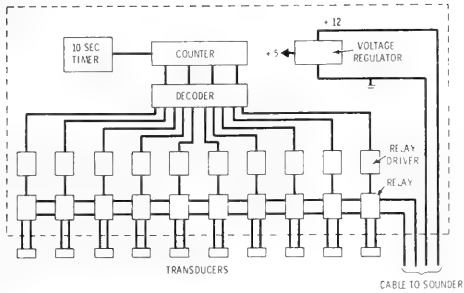 + 12
10 SEC
TIMER
COUNTER
+ 5
VOLTAGE
REGULATOR
DECODER
RELAY
DRIVER
RELAY
TRANSDUCERS
CABLE TO SOUNDER